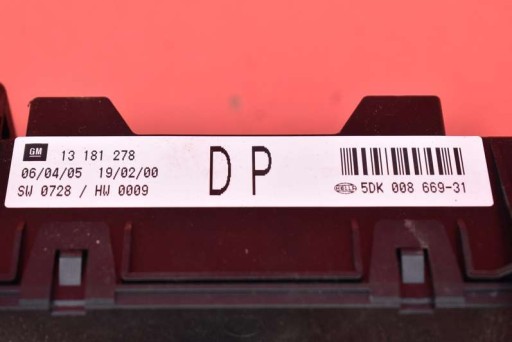 GM 13 181 278
06/04/05 19/02/00
SW 0728 / HW 0009
DP
HELLA 5DK 008 669-31